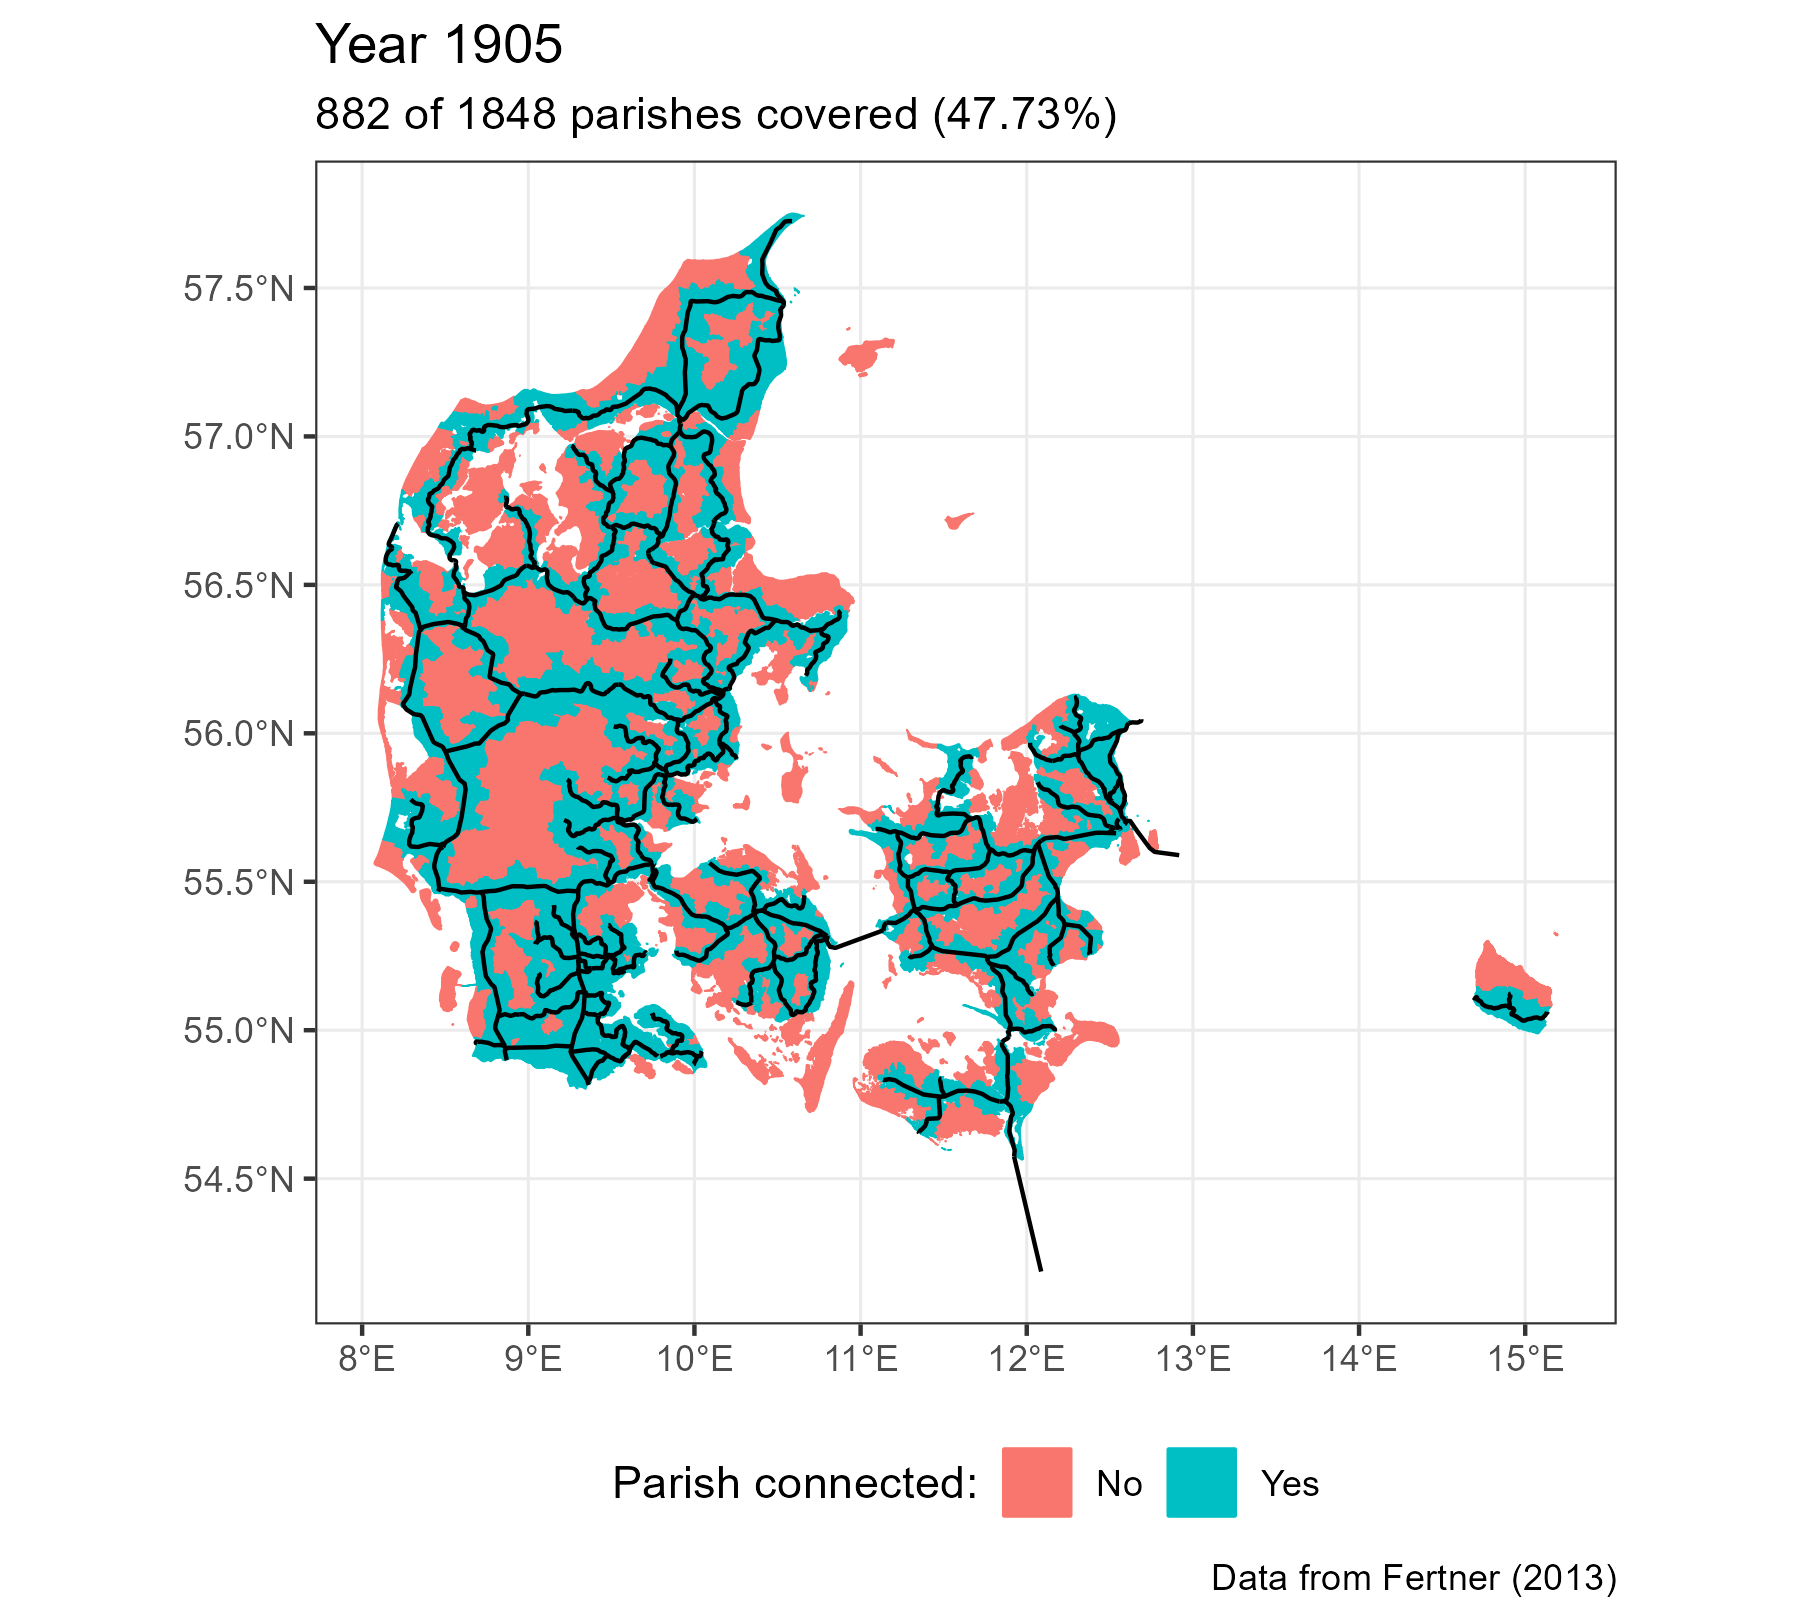 Year 1905
882 of 1848 parishes covered (47.73%)
57.5°N
57.0°N
56.5°N
56.0°N
55.5°N
55.0°N
54.5°N
8°E 9°E 10°E 11°E 12°E 13°E 14°E 15°E
Parish connected: No Yes
Data from Fertner (2013)